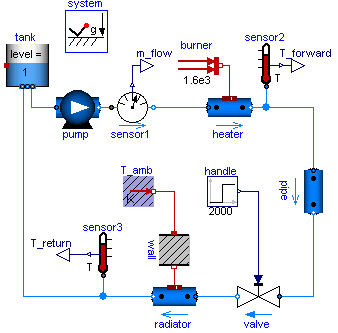 system
g
tank
level =
1
m_flow
burner
1.6e3
sensor2
T_forward
T
pump
sensor1
heater
pipe
T_amb
K
handle
2000
wall
sensor3
T_return
T
radiator
valve